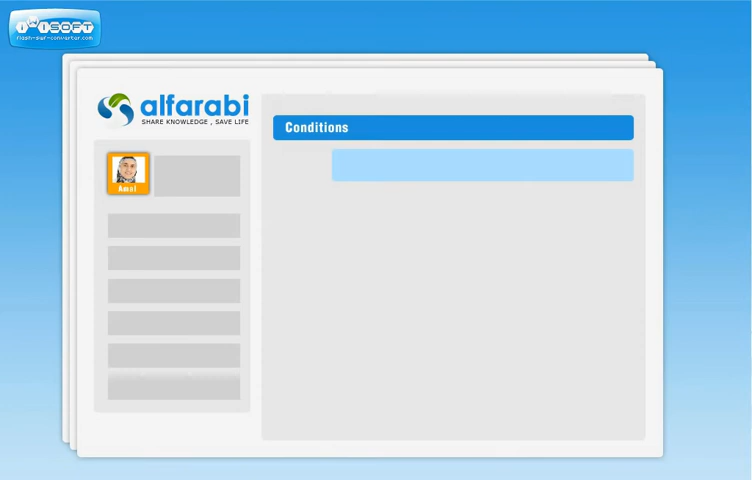 iWiSOFT
flash-swf-converter.com
alfarabi
SHARE KNOWLEDGE , SAVE LIFE
Conditions
Amal